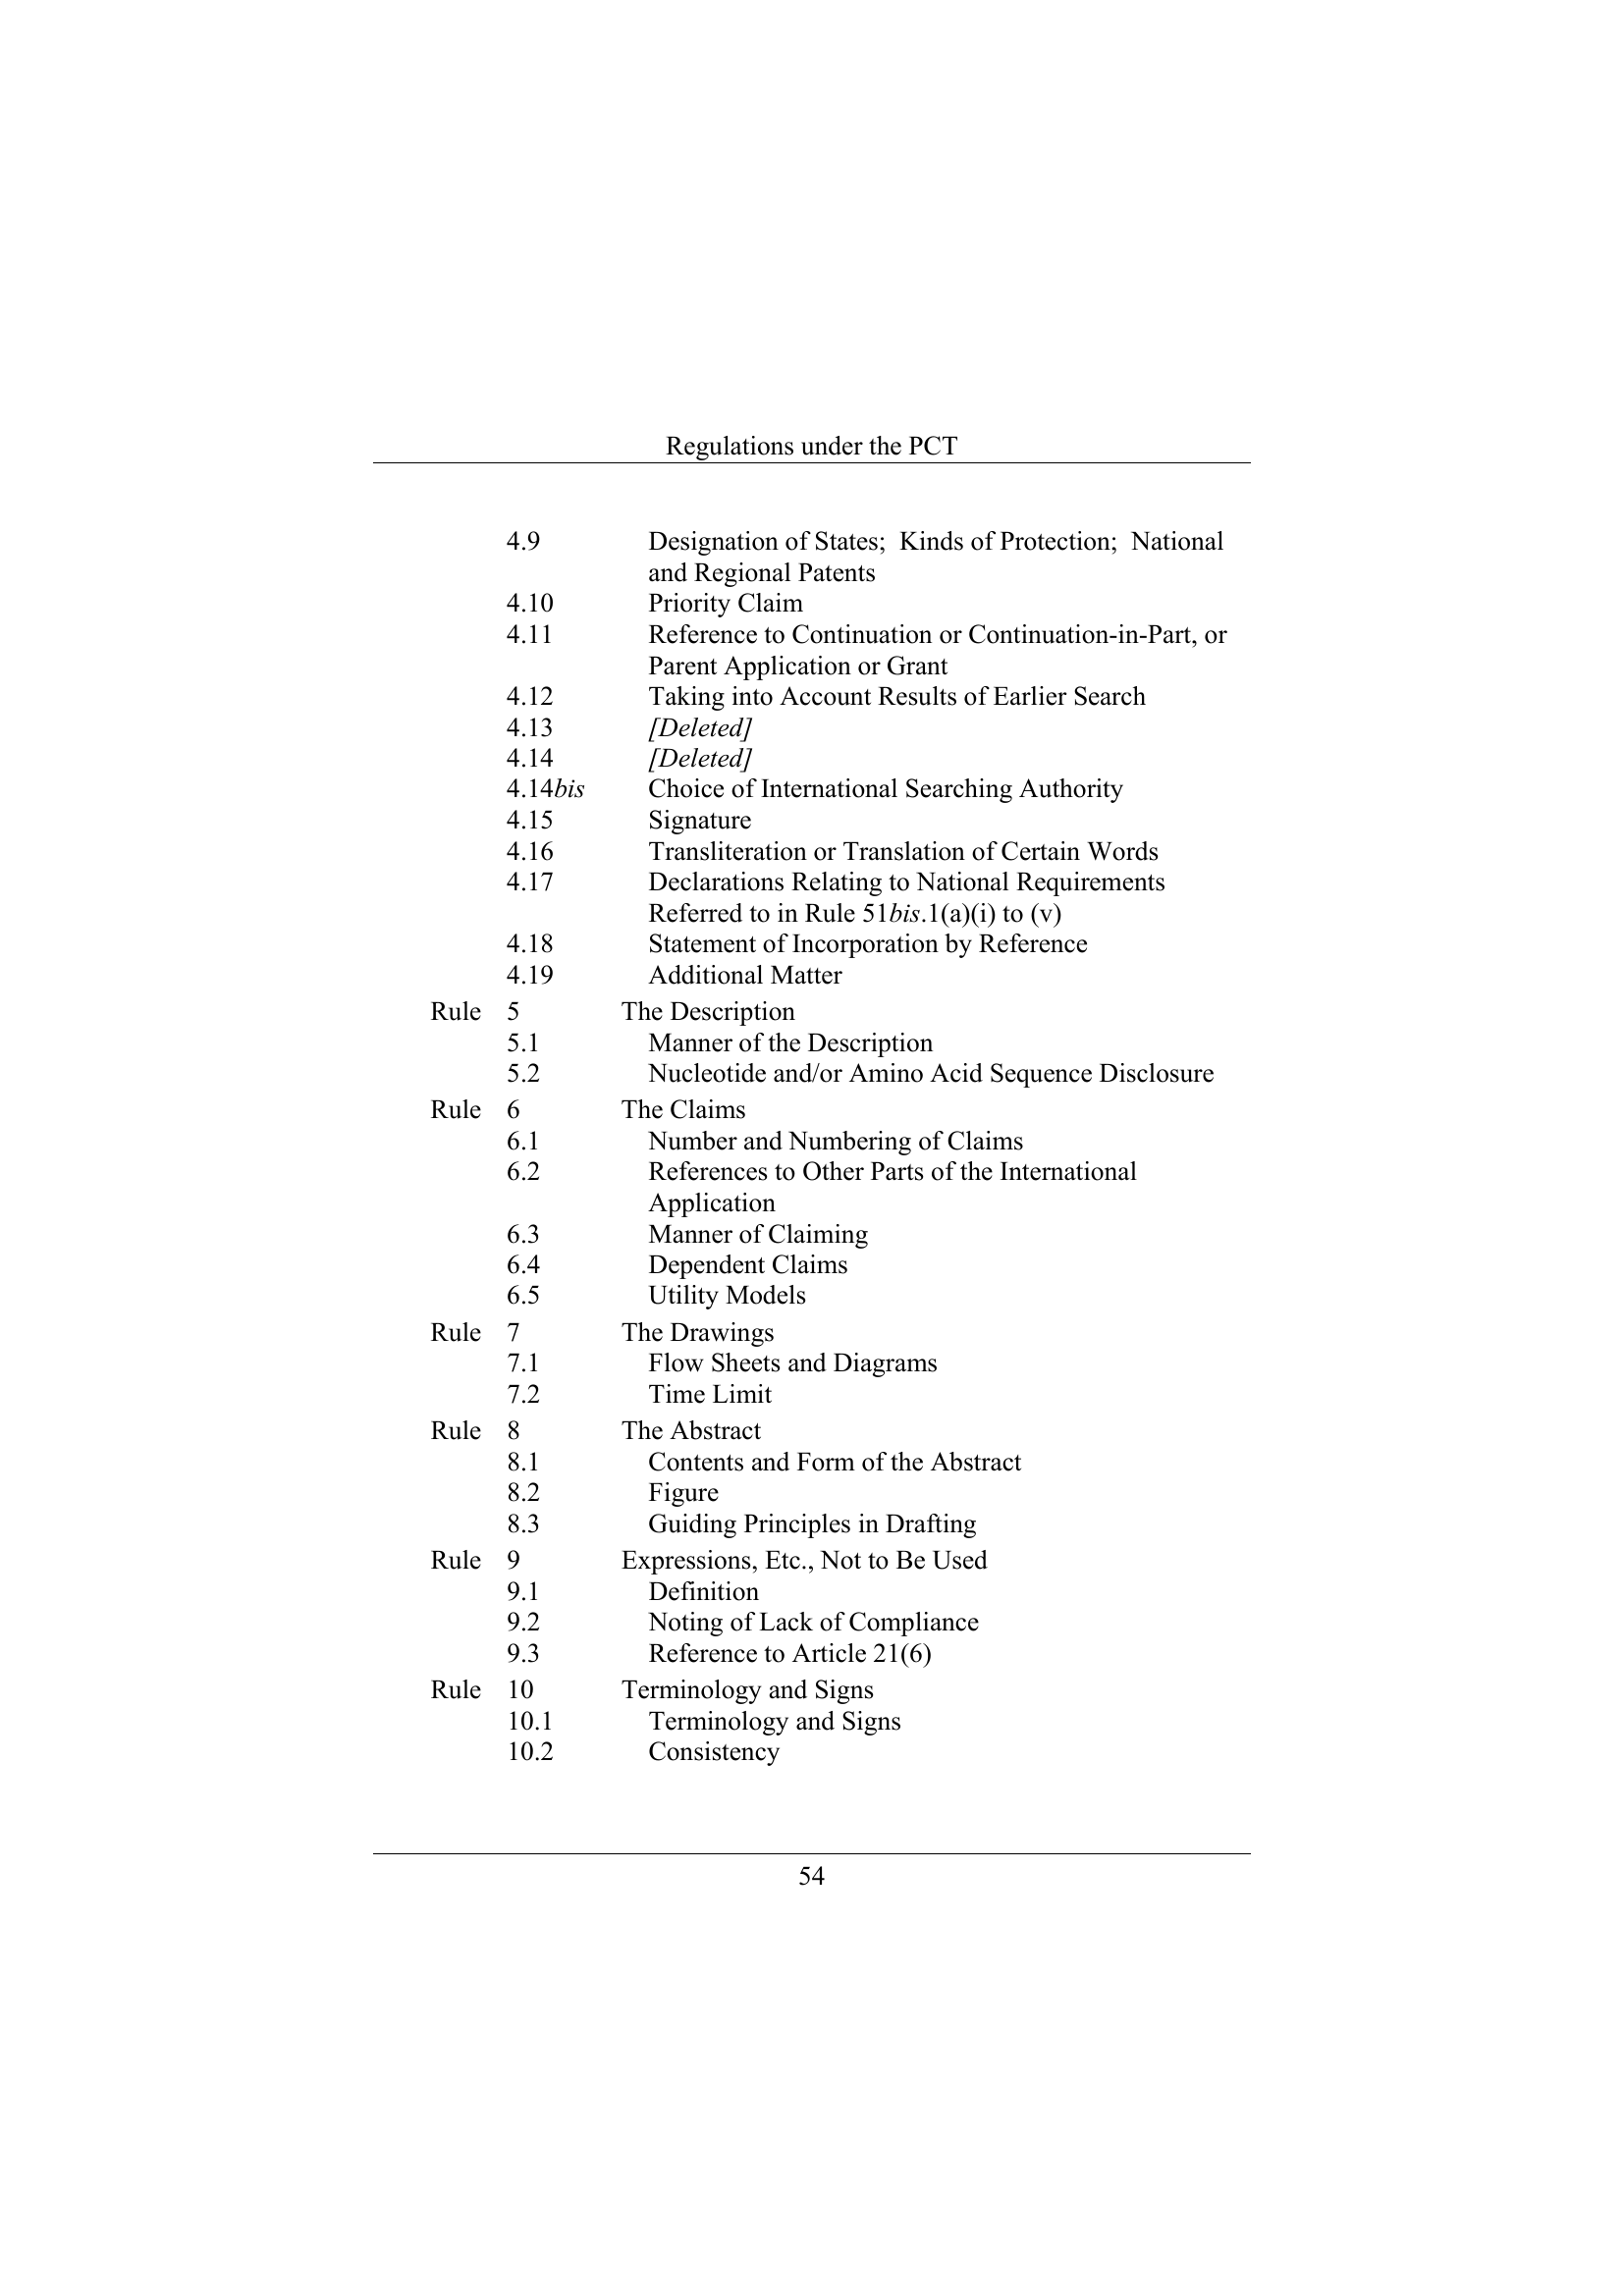 Regulations under the PCT
4.9 Designation of States;  Kinds of Protection;  National
and Regional Patents
4.10 Priority Claim
4.11 Reference to Continuation or Continuation-in-Part, or
Parent Application or Grant
4.12 Taking into Account Results of Earlier Search
4.13 [Deleted]
4.14 [Deleted]
4.14bis Choice of International Searching Authority
4.15 Signature
4.16 Transliteration or Translation of Certain Words
4.17 Declarations Relating to National Requirements
Referred to in Rule 51bis.1(a)(i) to (v)
4.18 Statement of Incorporation by Reference
4.19 Additional Matter
Rule 5 The Description
5.1 Manner of the Description
5.2 Nucleotide and/or Amino Acid Sequence Disclosure
Rule 6 The Claims
6.1 Number and Numbering of Claims
6.2 References to Other Parts of the International
Application
6.3 Manner of Claiming
6.4 Dependent Claims
6.5 Utility Models
Rule 7 The Drawings
7.1 Flow Sheets and Diagrams
7.2 Time Limit
Rule 8 The Abstract
8.1 Contents and Form of the Abstract
8.2 Figure
8.3 Guiding Principles in Drafting
Rule 9 Expressions, Etc., Not to Be Used
9.1 Definition
9.2 Noting of Lack of Compliance
9.3 Reference to Article 21(6)
Rule 10 Terminology and Signs
10.1 Terminology and Signs
10.2 Consistency
54